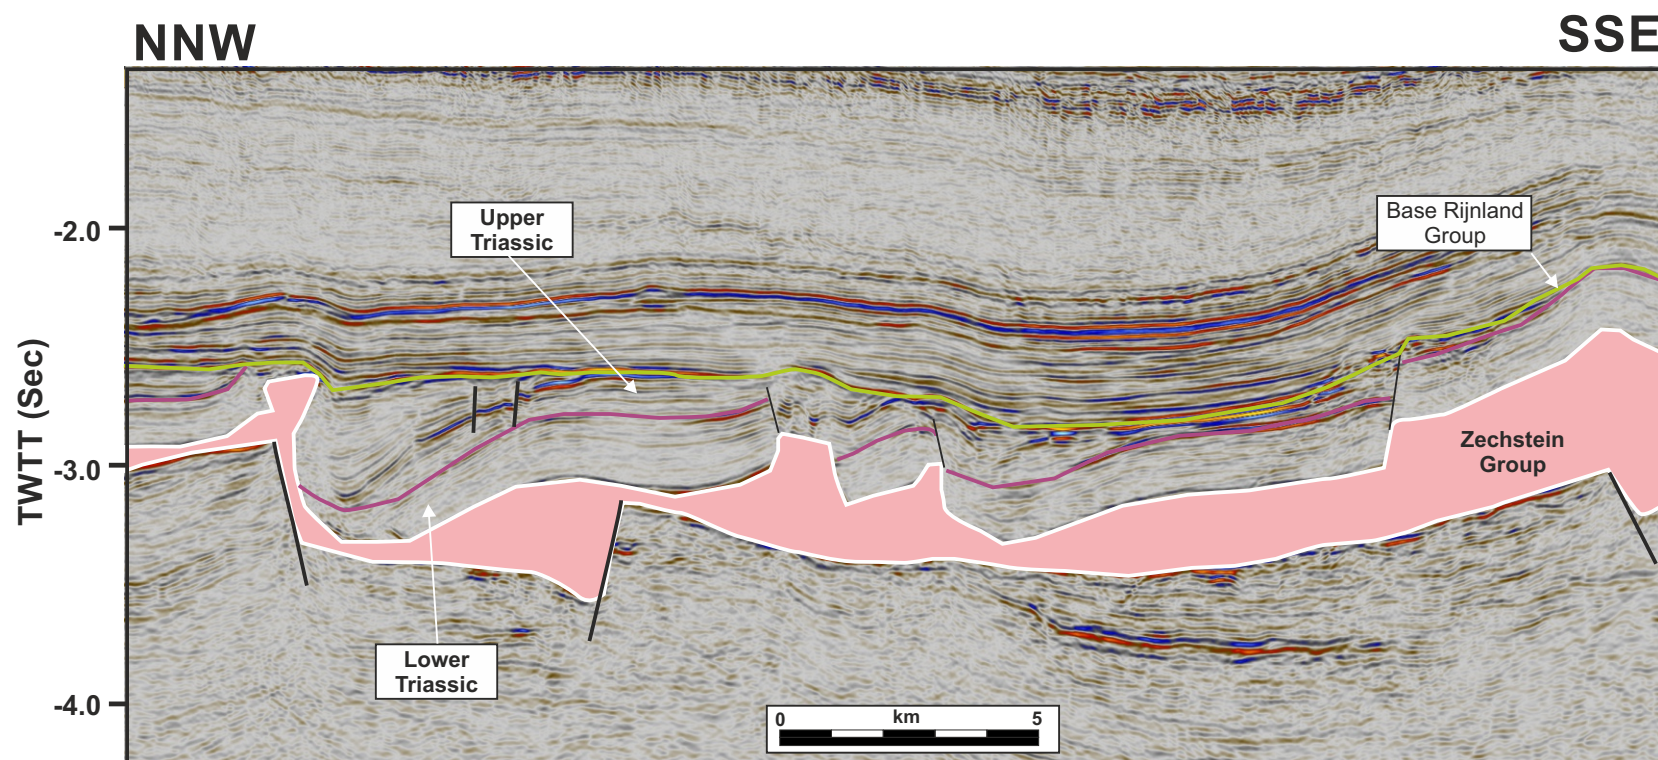 NNW
SSE
Upper
Triassic
Base Rijnland
Group
-2.0
TWTT (Sec)
-3.0
Zechstein
Group
Lower
Triassic
-4.0
0 km 5